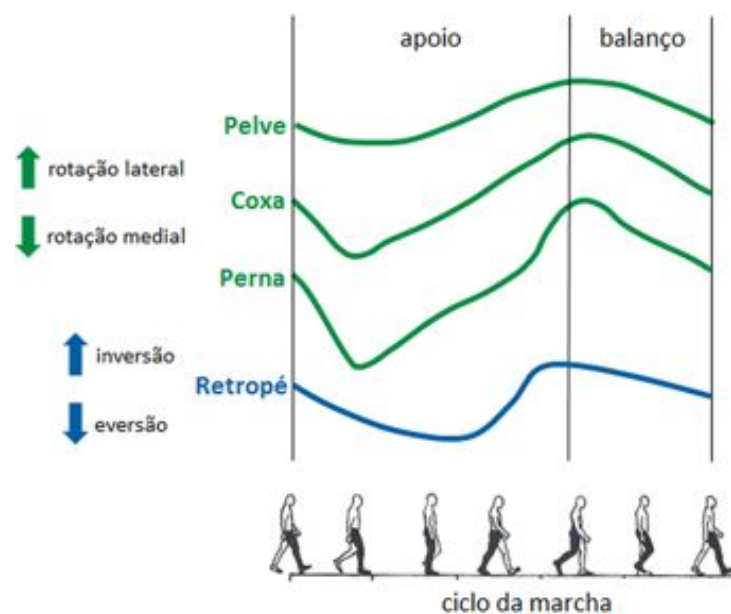 apoio
balanço
Pelve
rotação lateral
Coxa
rotação medial
Perna
inversão
Retropé
eversão
ciclo da marcha